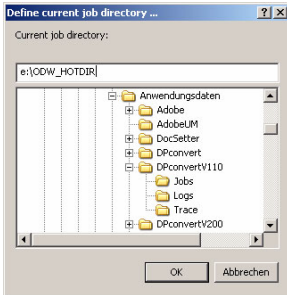 Define current job directory ...
Current job directory:
e:\ODW_HOTDIR
Anwendungsdaten
Adobe
AdobeUM
DocSetter
DPconvert
DPconvertV110
Jobs
Logs
Trace
DPconvertV200
OK
Abbrechen